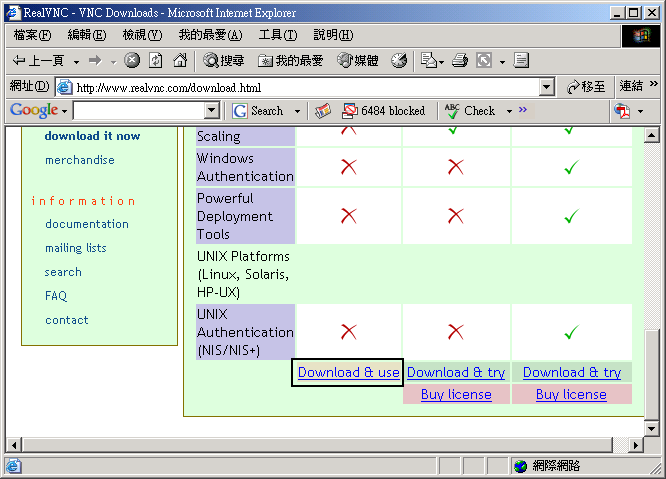 RealVNC - VNC Downloads - Microsoft Internet Explorer
檔案(F) 編輯(E) 檢視(V) 我的最愛(A) 工具(T) 說明(H)
上一頁 搜尋 我的最愛 媒體
網址(D) http://www.realvnc.com/download.html 移至 連結 »
Google Search 6484 blocked ABC Check »
download it now
merchandise
information
documentation
mailing lists
search
FAQ
contact
Scaling
Windows
Authentication
Powerful
Deployment
Tools
UNIX Platforms
(Linux, Solaris,
HP-UX)
UNIX
Authentication
(NIS/NIS+)
Download & use Download & try Download & try
Buy license Buy license
網際網路